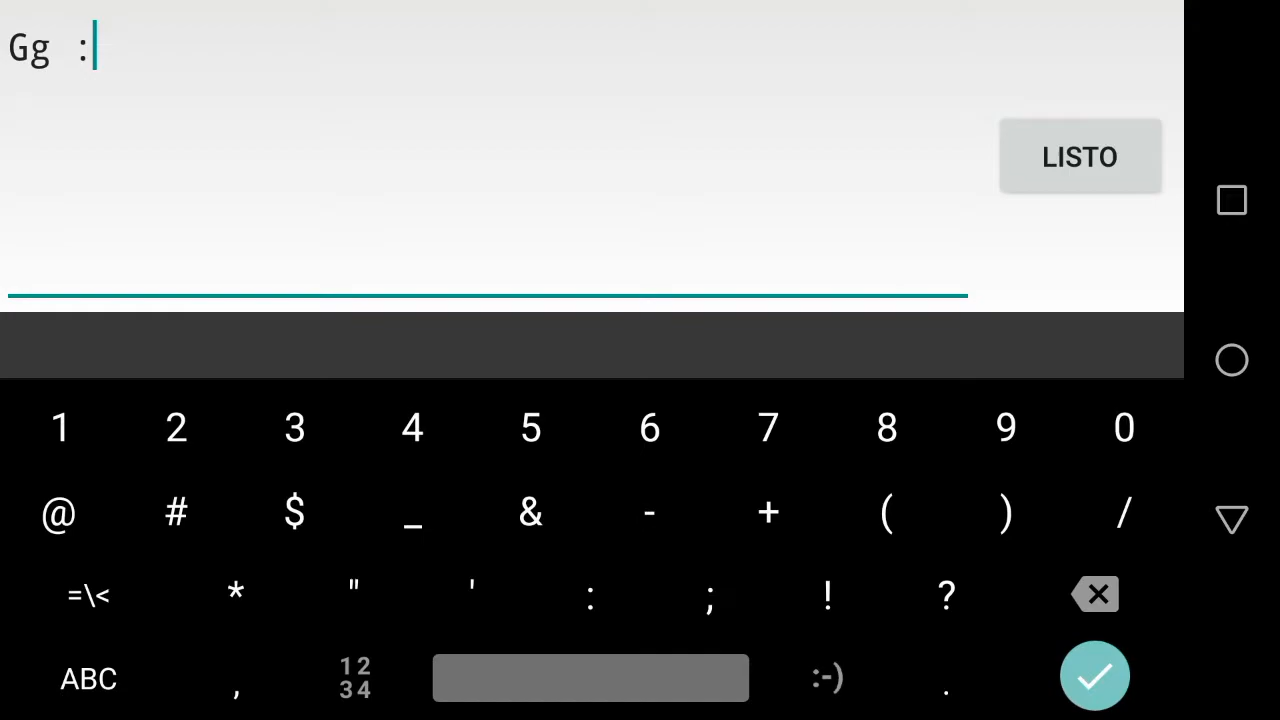 Gg :
LISTO
1 2 3 4 5 6 7 8 9 0
@ # $ _ & - + ( ) /
=\< * " ' : ; ! ?
ABC , 12 34 :-) .